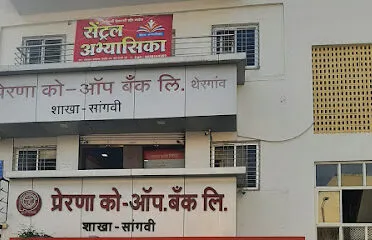 सेंट्रल
अभ्यासिका
प्रेरणा को-ऑप बँक लि. थेरगांव
शाखा - सांगवी
प्रेरणा को-ऑप. बँक लि.
शाखा - सांगवी